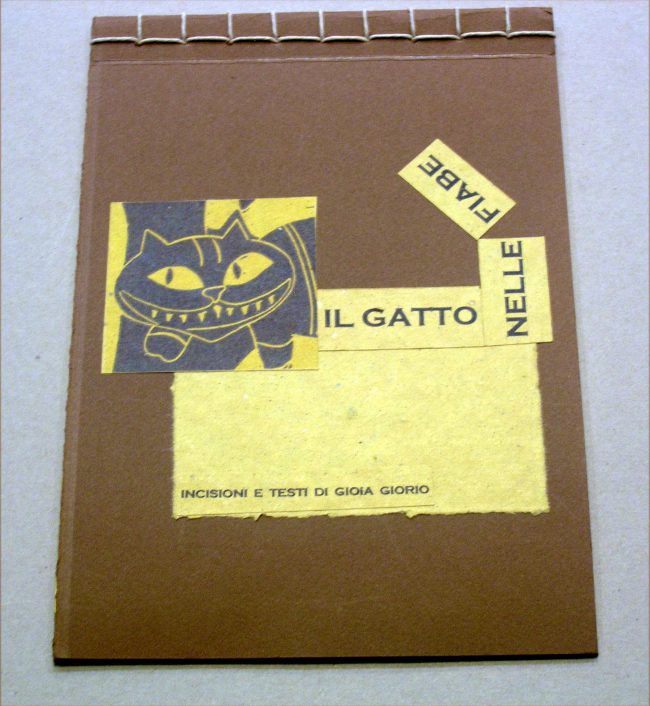 IL GATTO
NELLE
FIABE
INCISIONI E TESTI DI GIOIA GIORIO